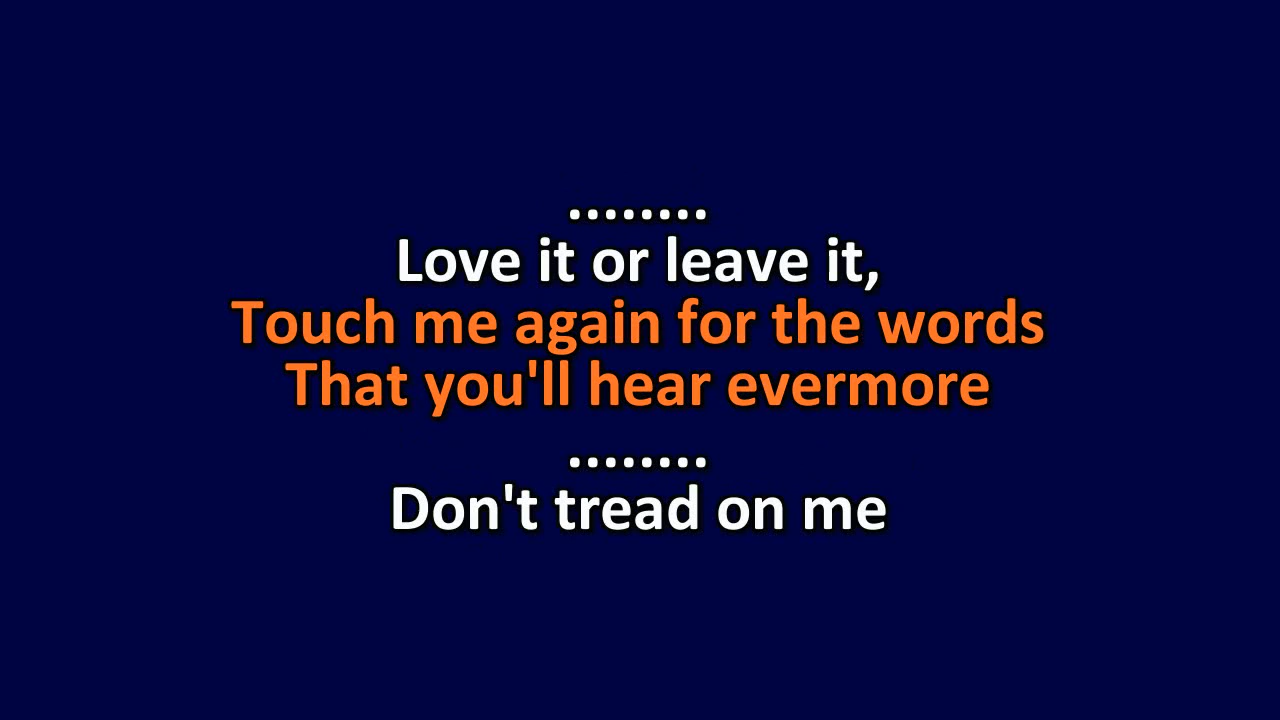 ........
Love it or leave it,
Touch me again for the words
That you'll hear evermore
........
Don't tread on me